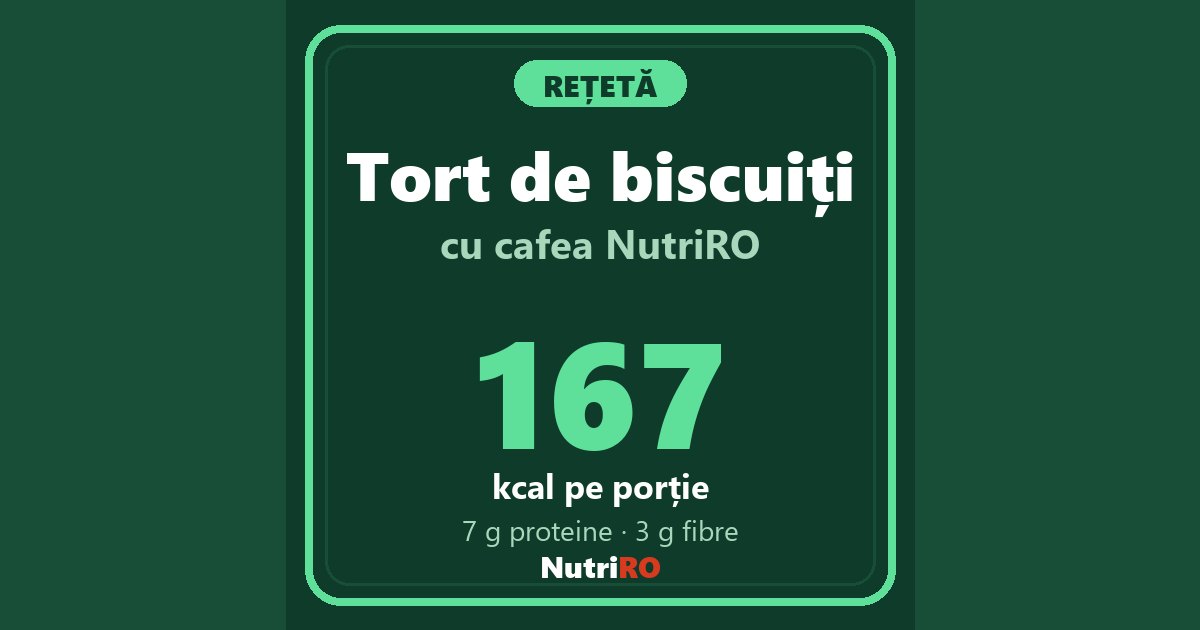 REȚETĂ
Tort de biscuiți
cu cafea NutriRO
167
kcal pe porție
7 g proteine · 3 g fibre
NutriRO